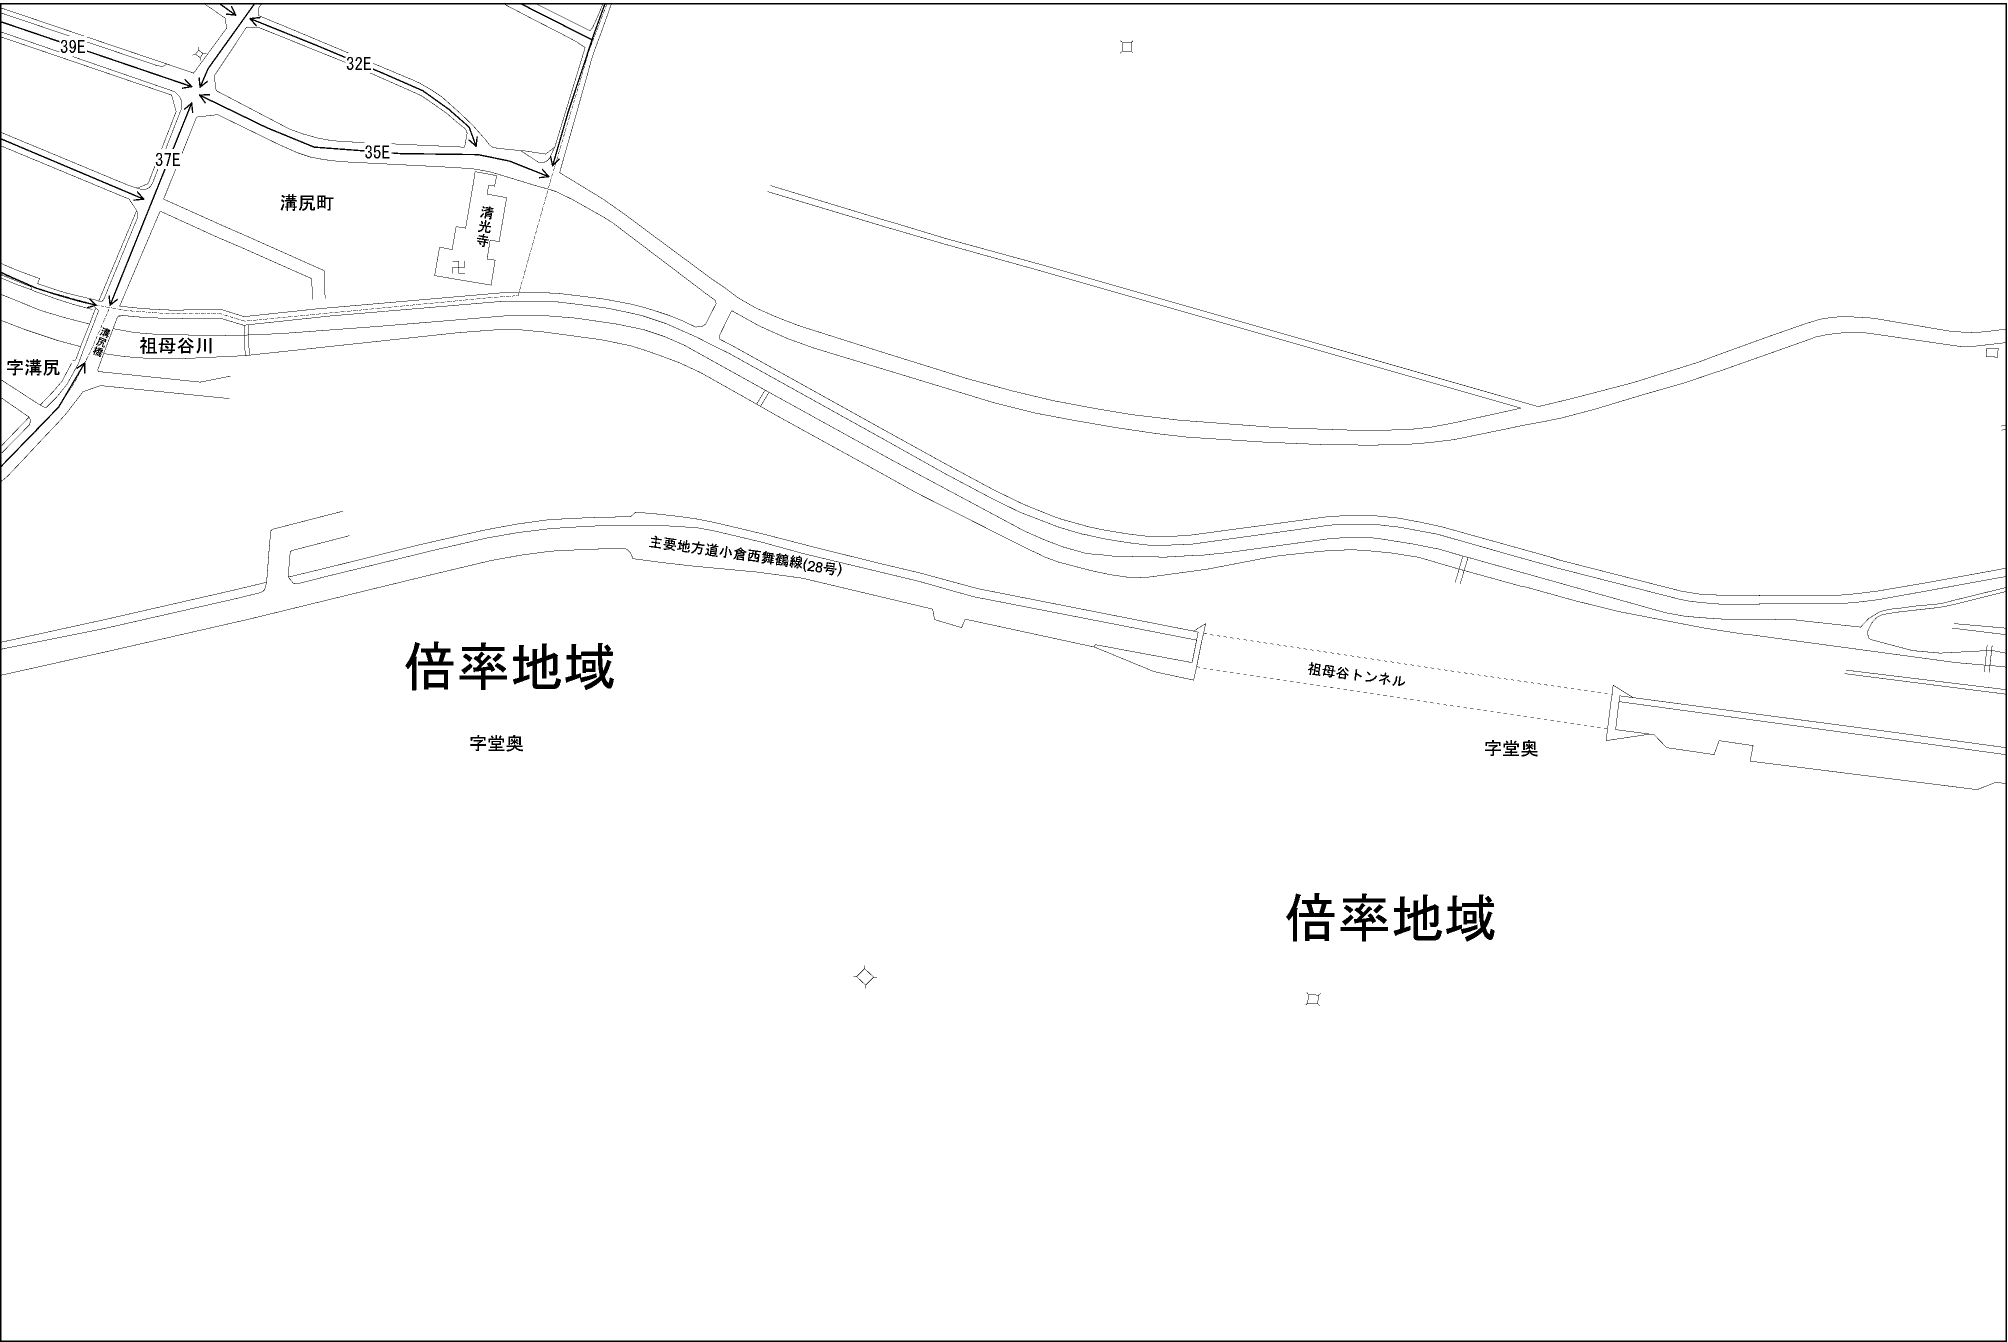 39E
32E
35E
37E
溝尻町
清光寺
溝尻橋
祖母谷川
字溝尻
主要地方道小倉西舞鶴線(28号)
倍率地域
祖母谷トンネル
字堂奥
字堂奥
倍率地域